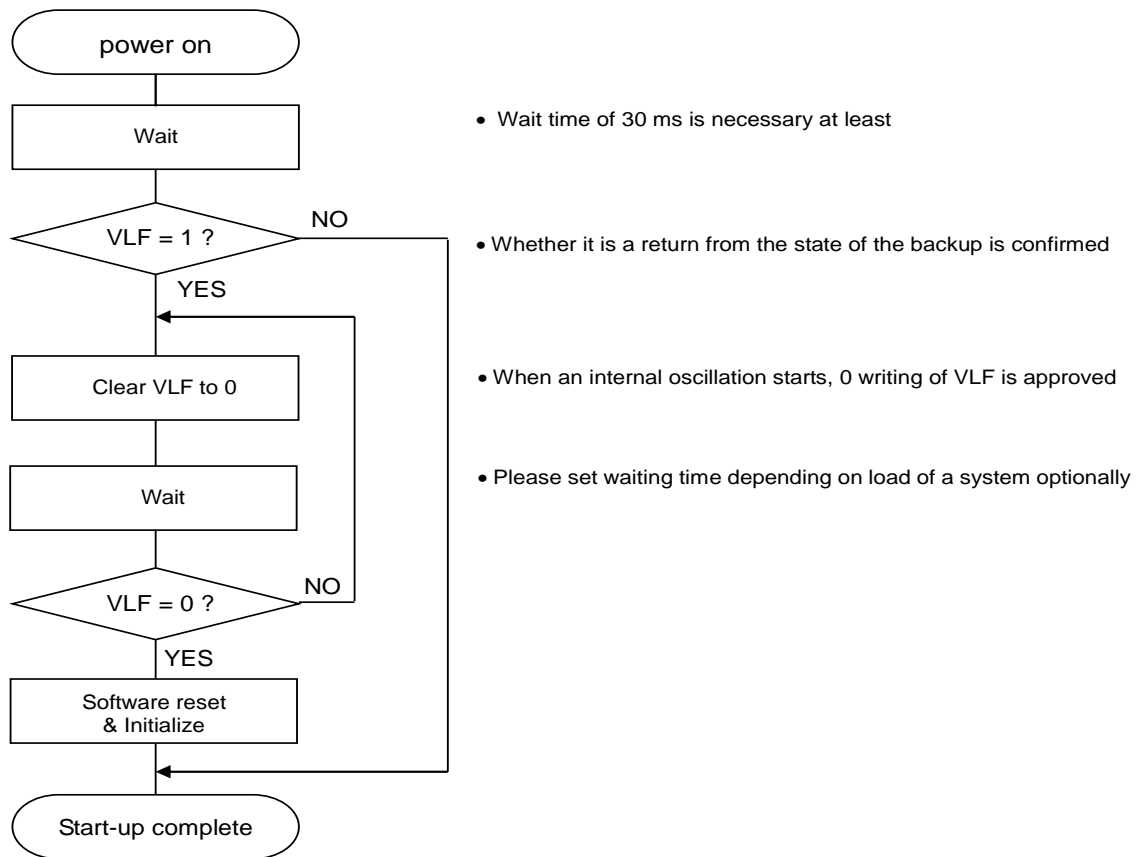 power on
Wait
• Wait time of 30 ms is necessary at least
VLF = 1 ?
NO
• Whether it is a return from the state of the backup is confirmed
YES
Clear VLF to 0
• When an internal oscillation starts, 0 writing of VLF is approved
Wait
• Please set waiting time depending on load of a system optionally
VLF = 0 ?
NO
YES
Software reset
& Initialize
Start-up complete